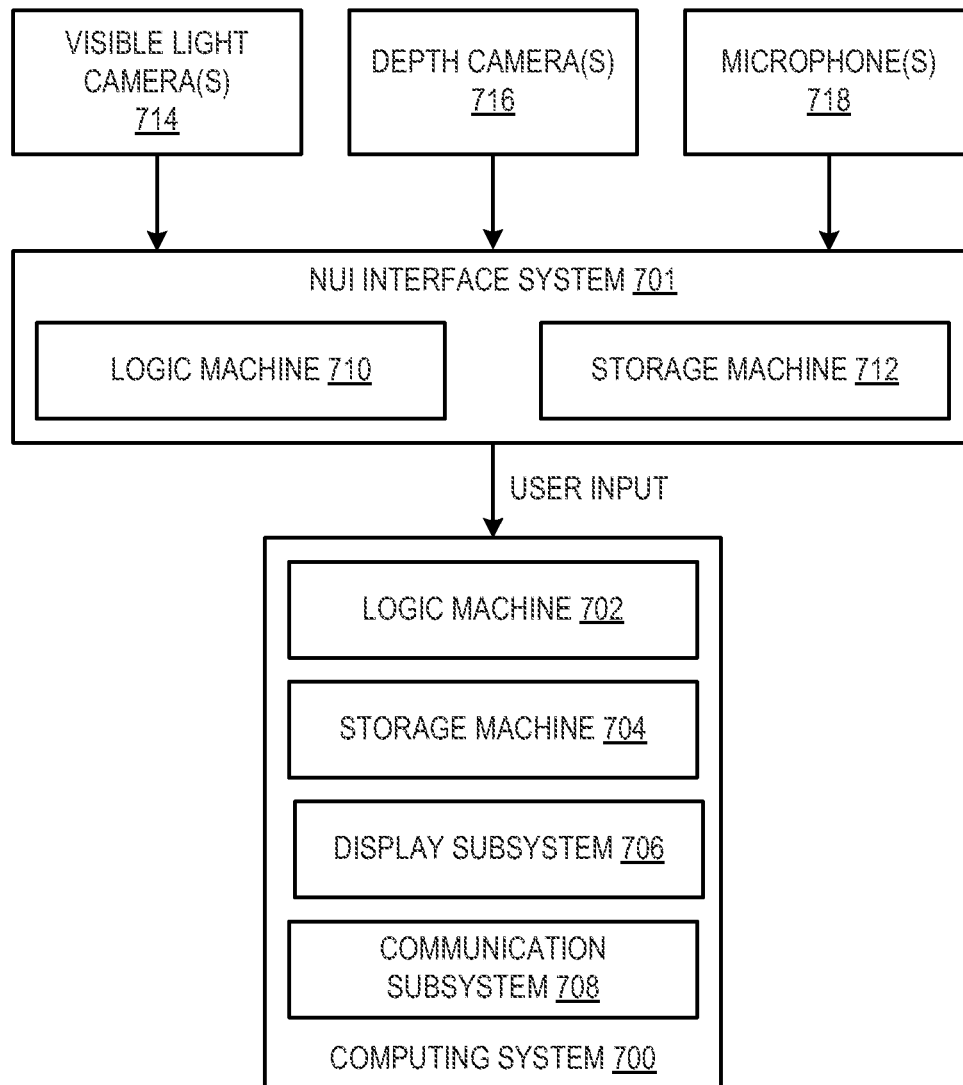 VISIBLE LIGHT
CAMERA(S)
714
DEPTH CAMERA(S)
716
MICROPHONE(S)
718
NUI INTERFACE SYSTEM 701
LOGIC MACHINE 710
STORAGE MACHINE 712
USER INPUT
LOGIC MACHINE 702
STORAGE MACHINE 704
DISPLAY SUBSYSTEM 706
COMMUNICATION
SUBSYSTEM 708
COMPUTING SYSTEM 700